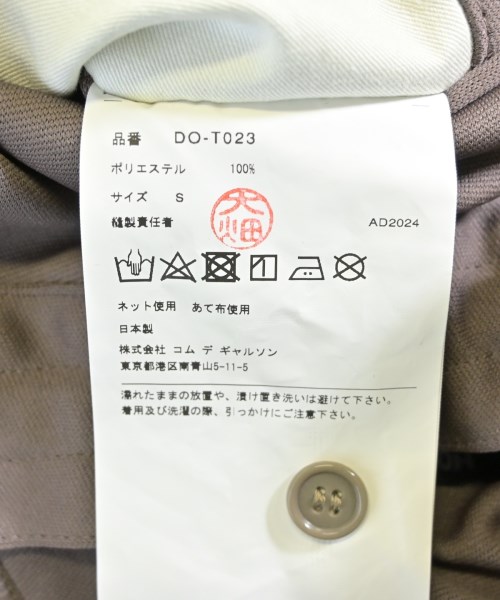 品番 DO-T023
ポリエステル 100%
サイズ S
縫製責任者 大畑 AD2024
ネット使用 あて布使用
日本製
株式会社 コム デ ギャルソン
東京都港区南青山5-11-5
濡れたままの放置や、漬け置き洗いは避けて下さい。
着用及び洗濯の際、引っかけにご注意下さい。